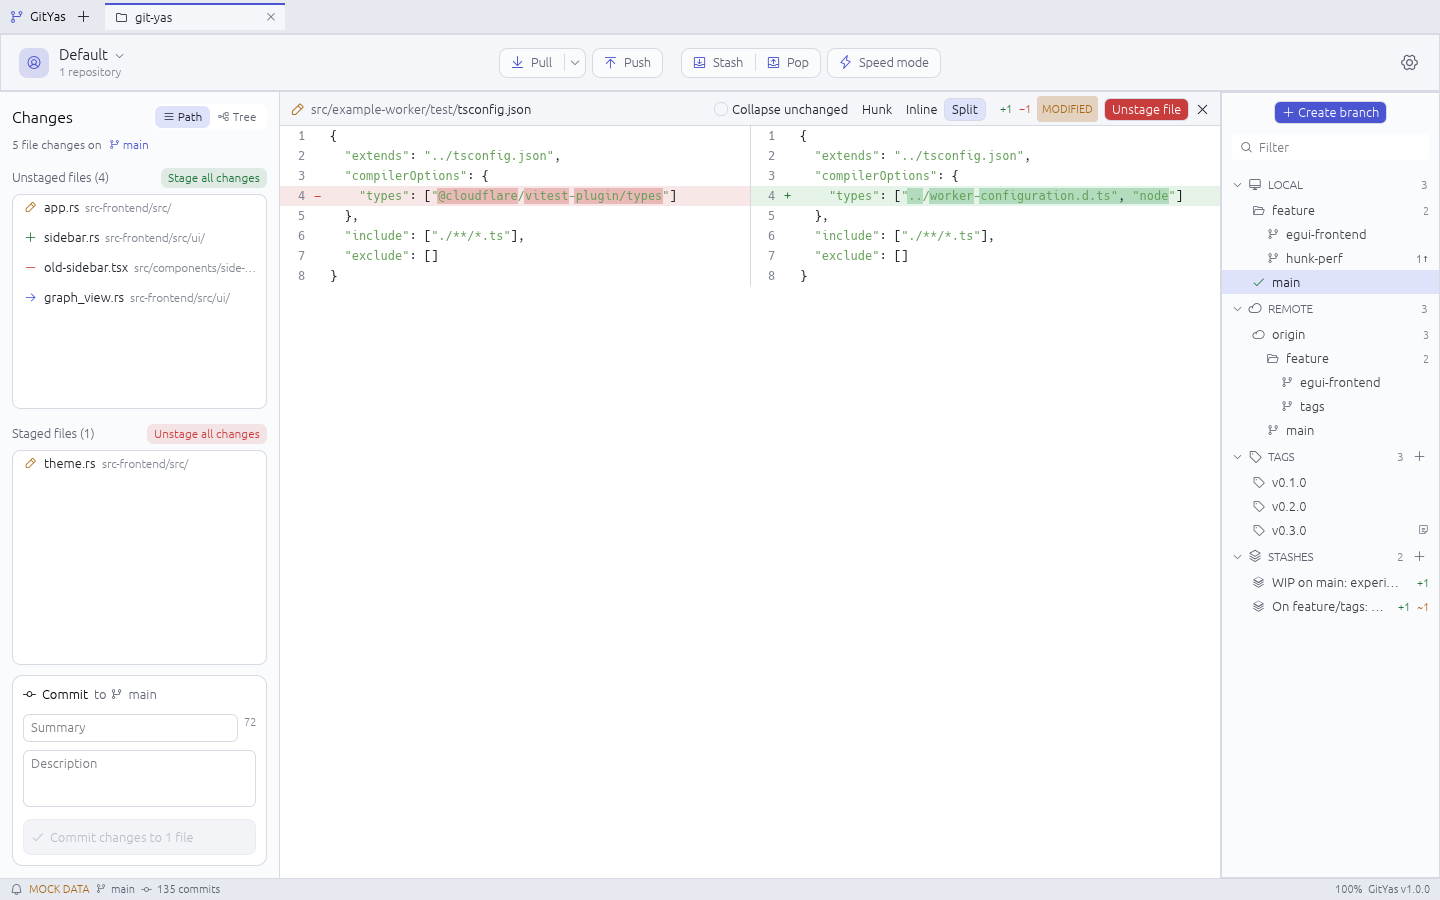 GitYas
git-yas
Default
1 repository
Pull
Push
Stash
Pop
Speed mode
Changes
Path
Tree
5 file changes on main
Unstaged files (4)
Stage all changes
app.rs src-frontend/src/
sidebar.rs src-frontend/src/ui/
old-sidebar.tsx src/components/side-...
graph_view.rs src-frontend/src/ui/
Staged files (1)
Unstage all changes
theme.rs src-frontend/src/
Commit to main
Summary
72
Description
Commit changes to 1 file
src/example-worker/test/tsconfig.json
Collapse unchanged
Hunk
Inline
Split
+1 −1
MODIFIED
Unstage file
1 {
2 "extends": "../tsconfig.json",
3 "compilerOptions": {
4 − "types": ["@cloudflare/vitest-plugin/types"]
5 },
6 "include": ["./**/*.ts"],
7 "exclude": []
8 }
1 {
2 "extends": "../tsconfig.json",
3 "compilerOptions": {
4 + "types": ["../worker-configuration.d.ts", "node"]
5 },
6 "include": ["./**/*.ts"],
7 "exclude": []
8 }
Create branch
Filter
LOCAL 3
feature 2
egui-frontend
hunk-perf 1↑
main
REMOTE 3
origin 3
feature 2
egui-frontend
tags
main
TAGS 3
v0.1.0
v0.2.0
v0.3.0
STASHES 2
WIP on main: experi... +1
On feature/tags: ... +1 ~1
MOCK DATA main 135 commits
100% GitYas v1.0.0